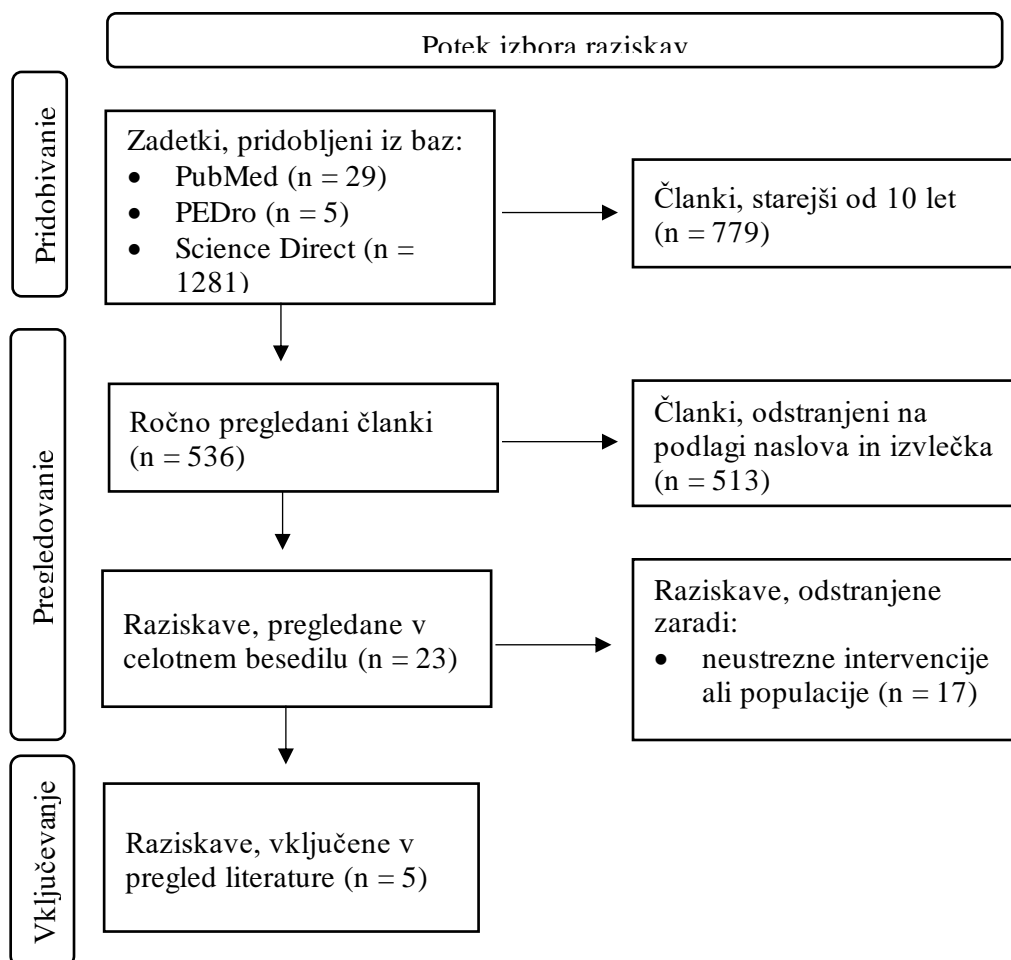 Potek izbora raziskav
Pridobivanje
Zadetki, pridobljeni iz baz:
• PubMed (n = 29)
• PEDro (n = 5)
• Science Direct (n =
1281)
Članki, starejši od 10 let
(n = 779)
Pregledovanje
Ročno pregledani članki
(n = 536)
Članki, odstranjeni na
podlagi naslova in izvlečka
(n = 513)
Raziskave, pregledane v
celotnem besedilu (n = 23)
Raziskave, odstranjene
zaradi:
• neustrezne intervencije
ali populacije (n = 17)
Vključevanje
Raziskave, vključene v
pregled literature (n = 5)